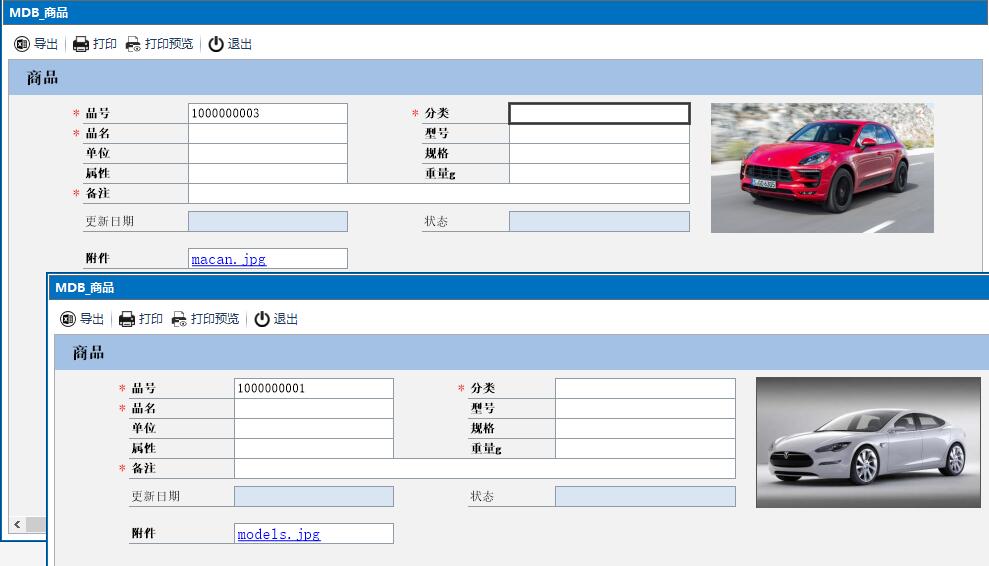 MDB_商品
导出 打印 打印预览 退出
商品
* 品号 1000000003 * 分类
* 品名 型号
单位 规格
属性 重量g
* 备注
更新日期 状态
附件 macan.jpg
MDB_商品
导出 打印 打印预览 退出
商品
* 品号 1000000001 * 分类
* 品名 型号
单位 规格
属性 重量g
* 备注
更新日期 状态
附件 models.jpg